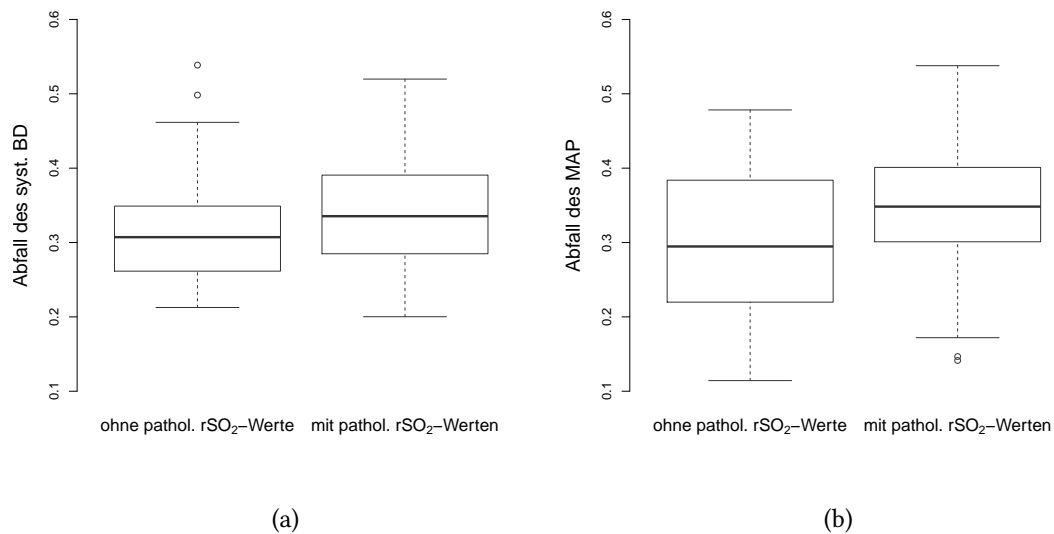 Abfall des syst. BD
0.6
0.5
0.4
0.3
0.2
0.1
ohne pathol. rSO₂−Werte
mit pathol. rSO₂−Werten
(a)
Abfall des MAP
0.6
0.5
0.4
0.3
0.2
0.1
ohne pathol. rSO₂−Werte
mit pathol. rSO₂−Werten
(b)